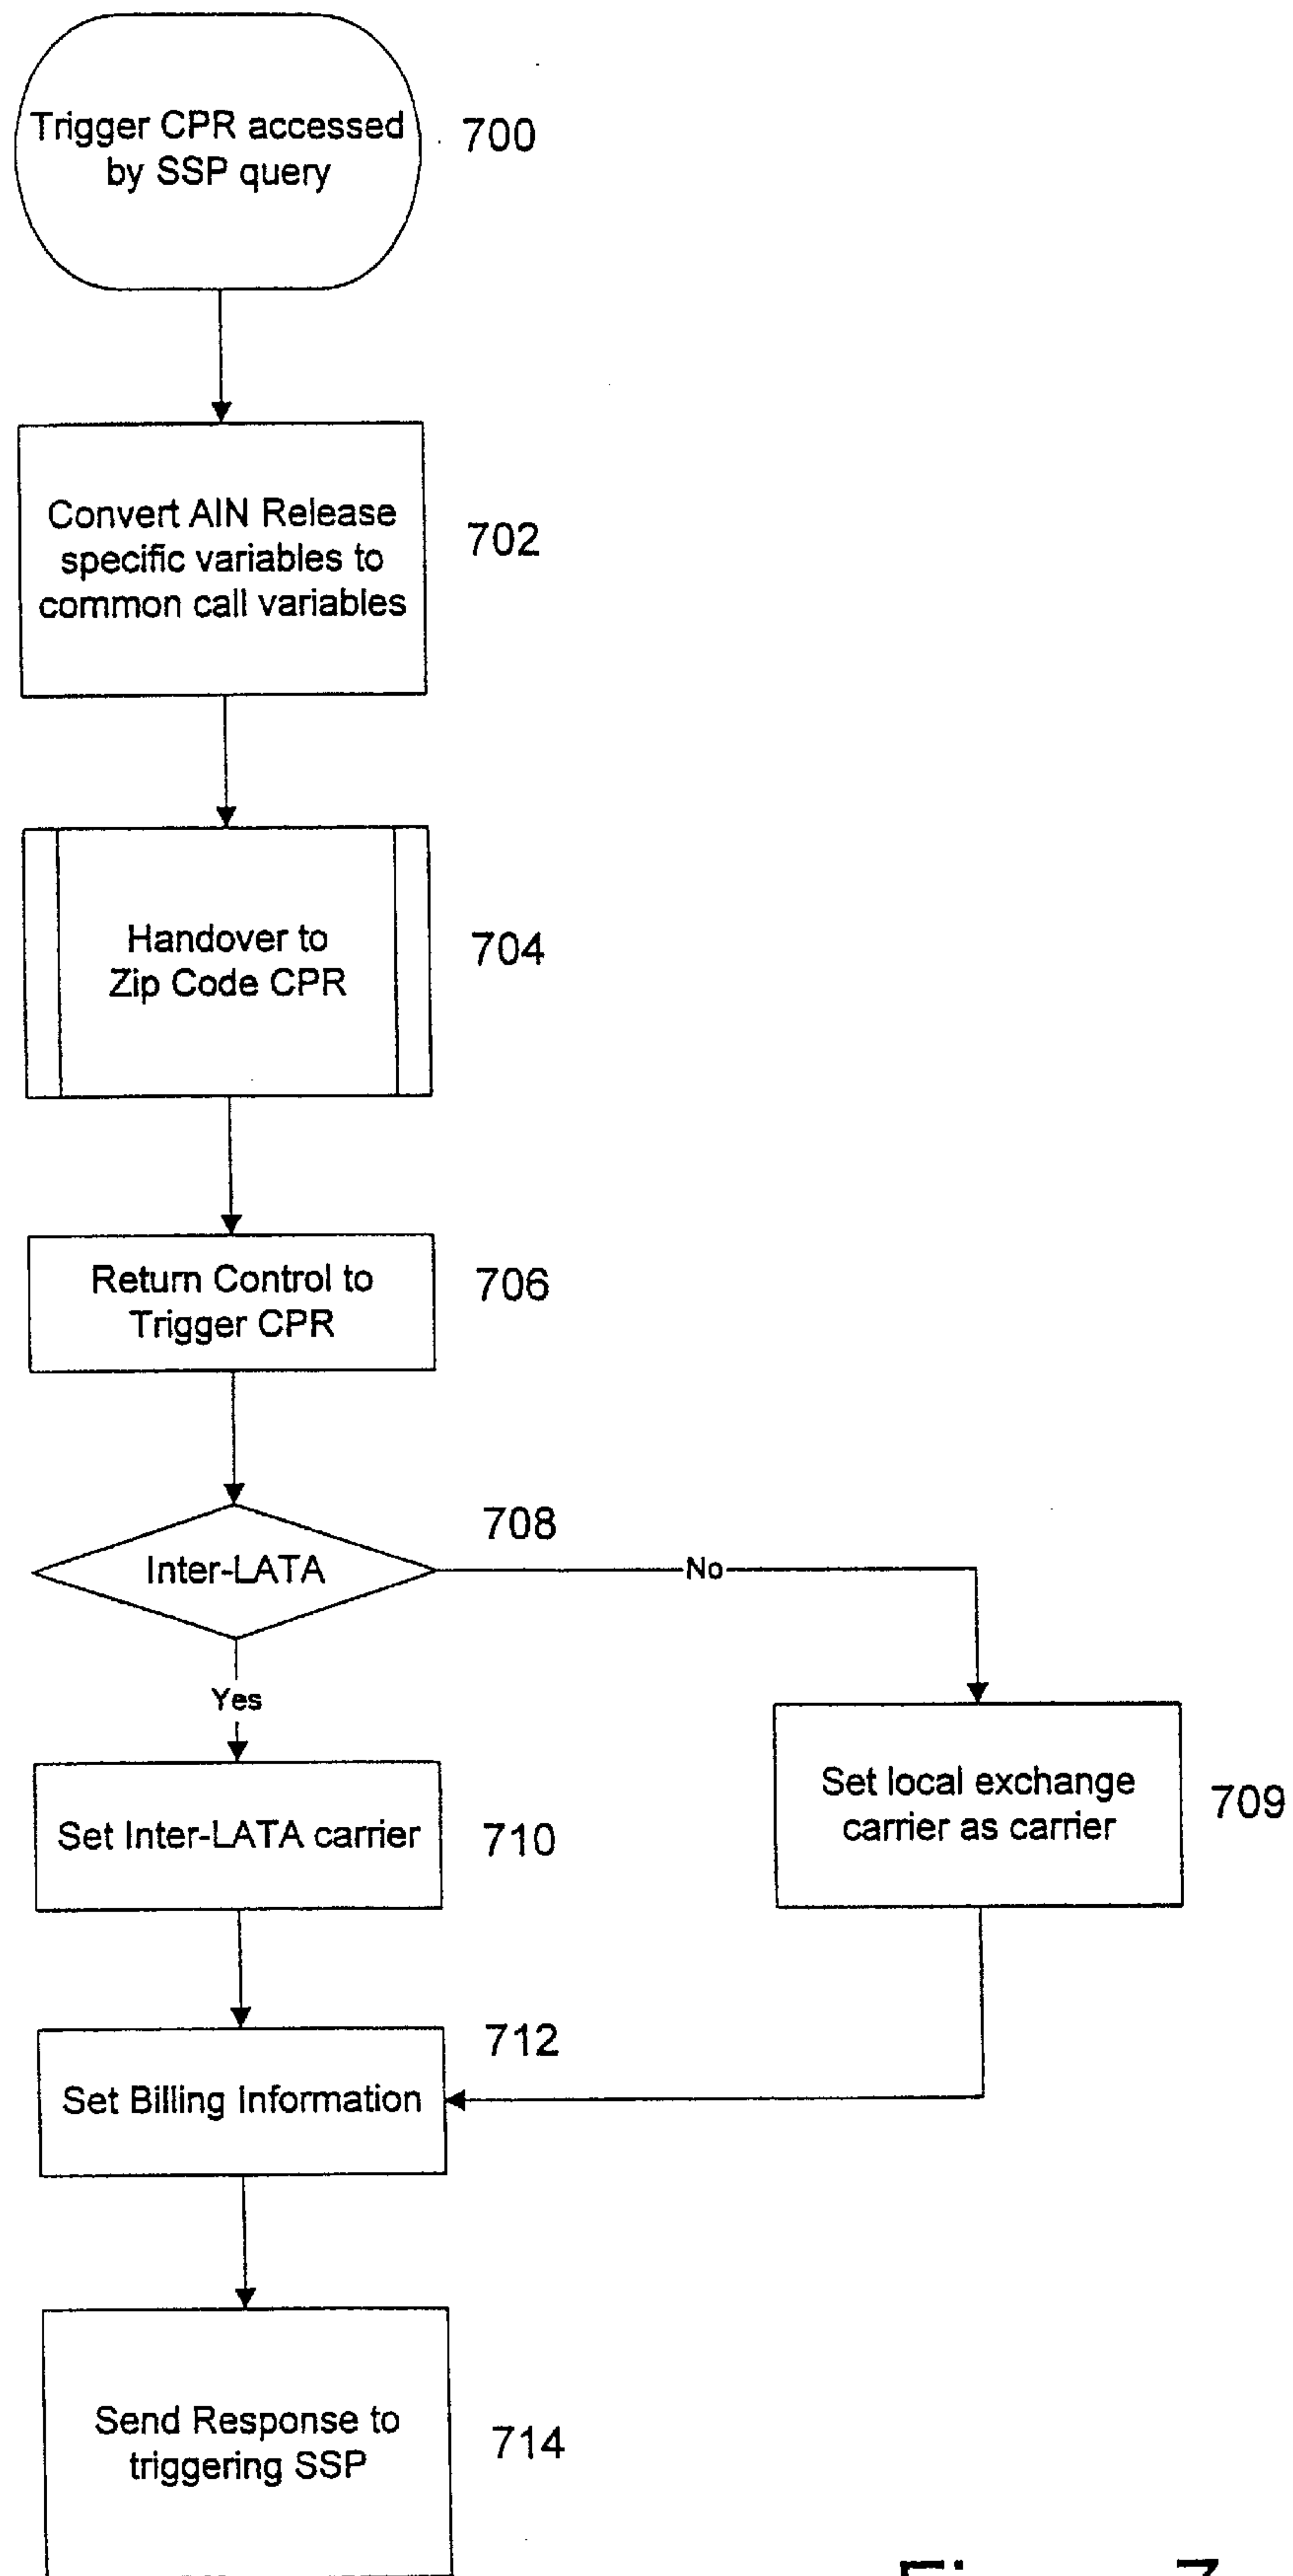 Trigger CPR accessed
by SSP query
700
Convert AIN Release
specific variables to
common call variables
702
Handover to
Zip Code CPR
704
Return Control to
Trigger CPR
706
708
Inter-LATA
No
Yes
Set Inter-LATA carrier
710
Set local exchange
carrier as carrier
709
712
Set Billing Information
Send Response to
triggering SSP
714